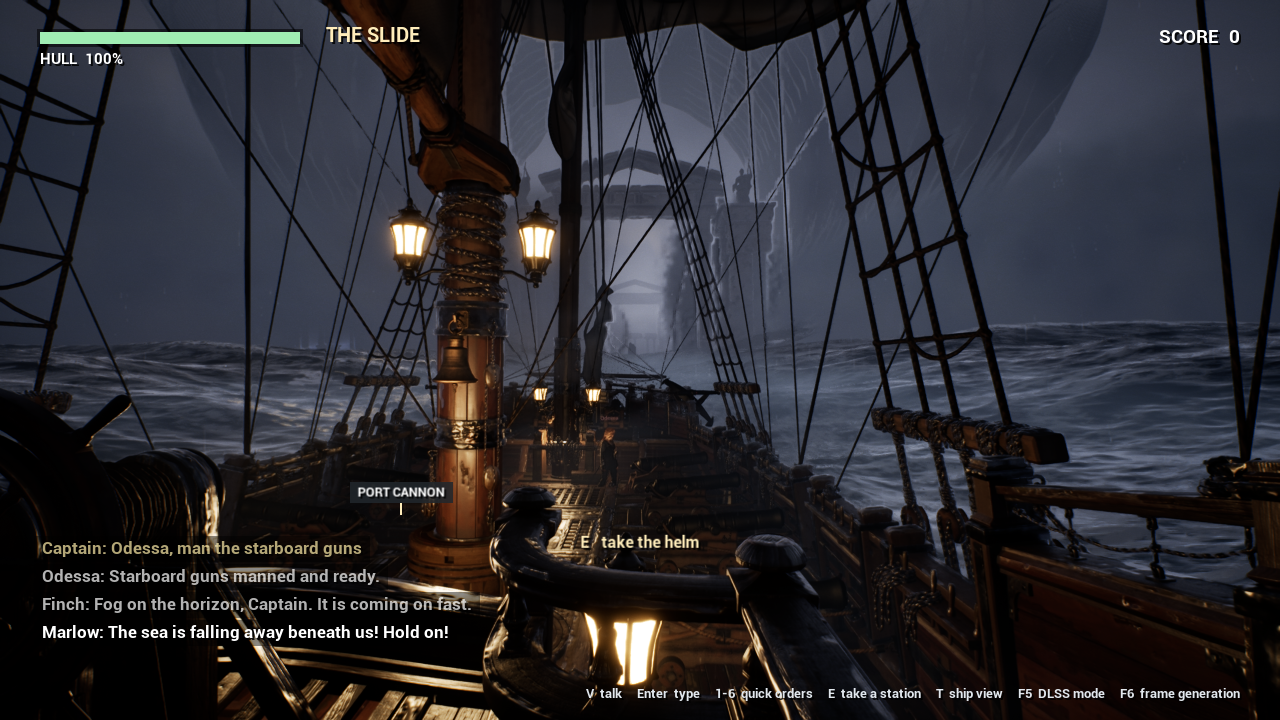 THE SLIDE
SCORE 0
HULL 100%
PORT CANNON
E / take the helm
Captain: Odessa, man the starboard guns
Odessa: Starboard guns manned and ready.
Finch: Fog on the horizon, Captain. It is coming on fast.
Marlow: The sea is falling away beneath us! Hold on!
V talk Enter type 1-6 quick orders E take a station T ship view F5 DLSS mode F6 frame generation